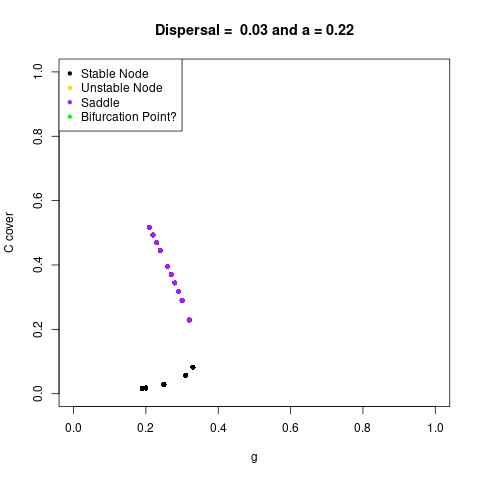 Dispersal =  0.03 and a = 0.22
Stable Node
Unstable Node
Saddle
Bifurcation Point?
C cover
1.0
0.8
0.6
0.4
0.2
0.0
0.0 0.2 0.4 0.6 0.8 1.0
g